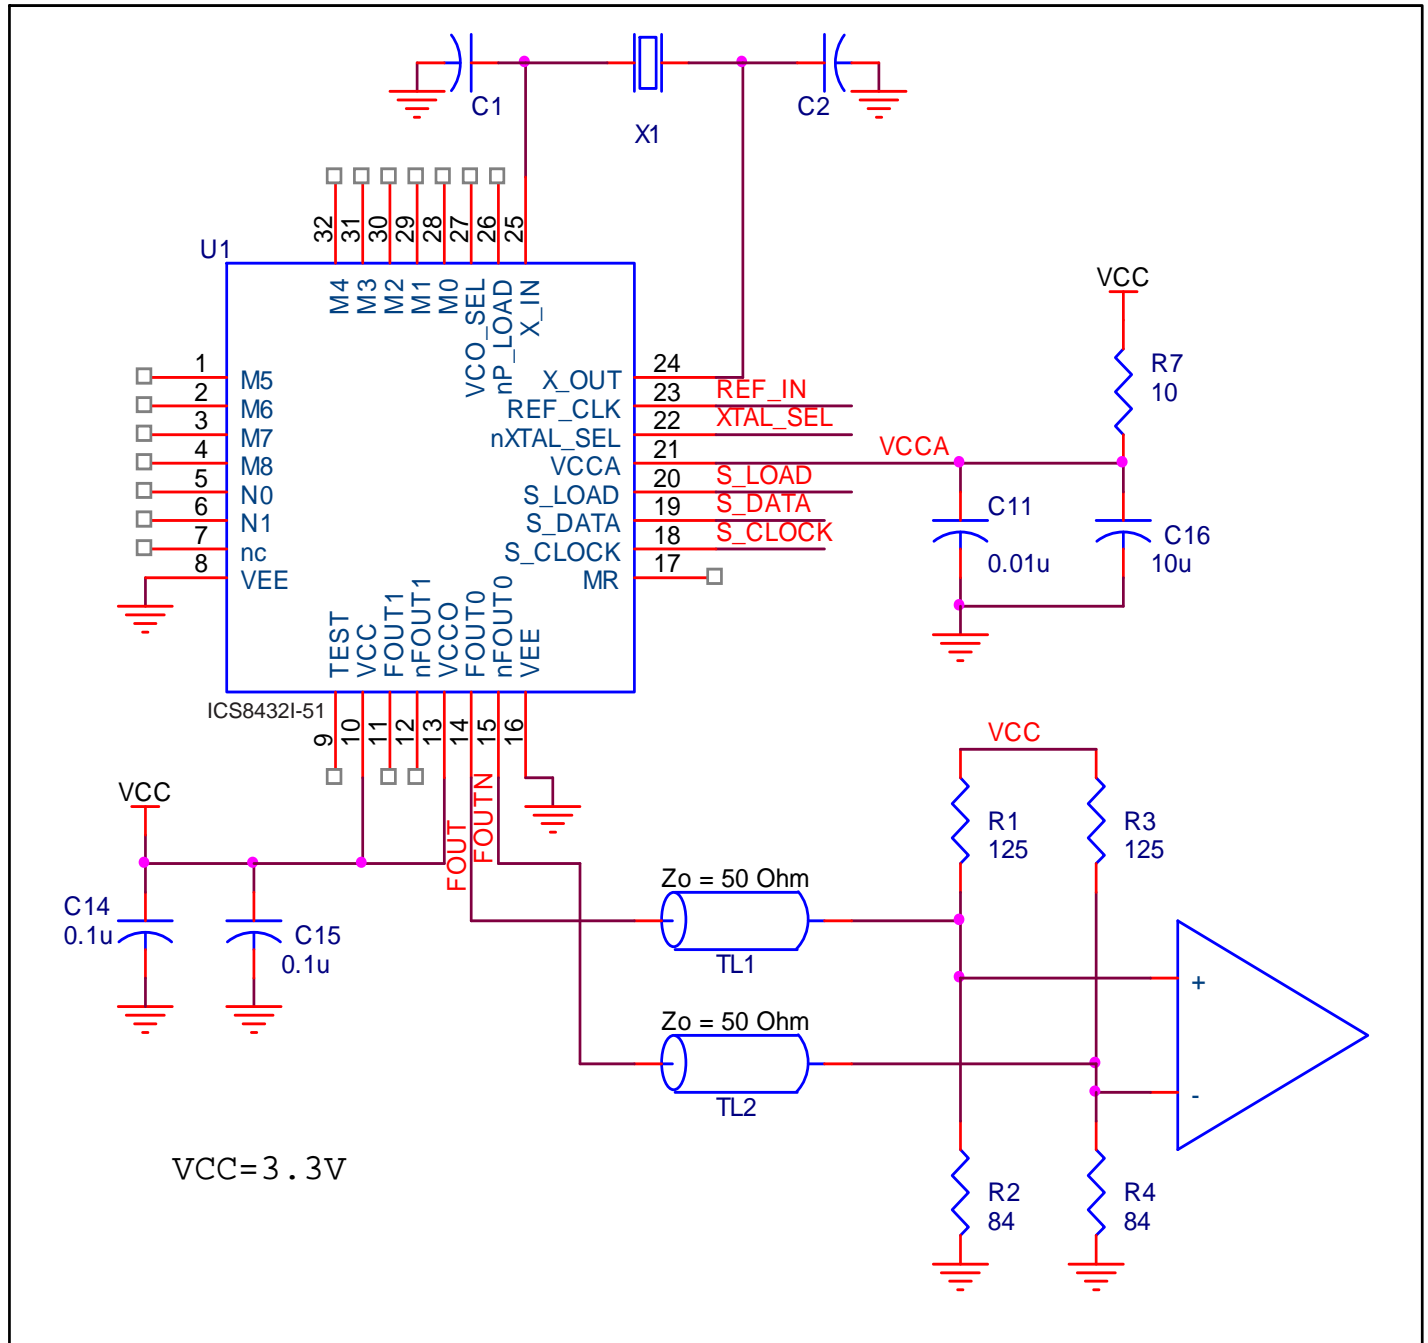 C1
X1
C2
U1
32
31
30
29
28
27
26
25
M4
M3
M2
M1
M0
VCO_SEL
nP_LOAD
X_IN
1
2
3
4
5
6
7
8
M5
M6
M7
M8
N0
N1
nc
VEE
X_OUT
REF_CLK
nXTAL_SEL
VCCA
S_LOAD
S_DATA
S_CLOCK
MR
24
23
22
21
20
19
18
17
REF_IN
XTAL_SEL
VCCA
S_LOAD
S_DATA
S_CLOCK
VCC
R7
10
C11
0.01u
C16
10u
TEST
VCC
FOUT1
nFOUT1
VCCO
FOUT0
nFOUT0
VEE
ICS8432I-51
9
10
11
12
13
14
15
16
FOUT
FOUTN
VCC
C14
0.1u
C15
0.1u
VCC
R1
125
R3
125
Zo = 50 Ohm
TL1
Zo = 50 Ohm
TL2
+
-
R2
84
R4
84
VCC=3.3V